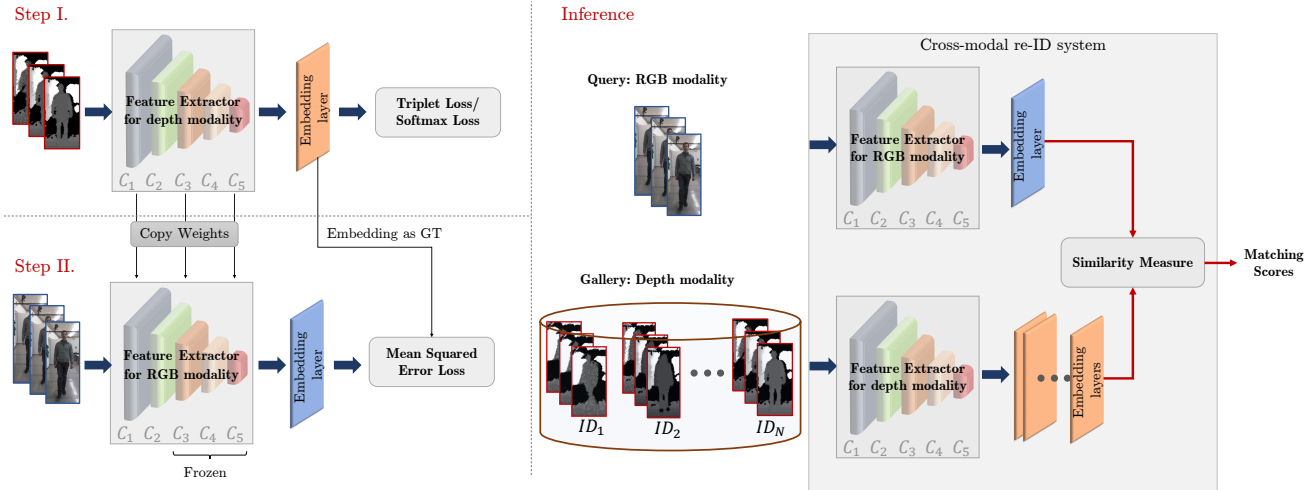 Step I.
Feature Extractor
for depth modality
C1 C2 C3 C4 C5
Embedding
layer
Triplet Loss/
Softmax Loss
Copy Weights
Embedding as GT
Step II.
Feature Extractor
for RGB modality
C1 C2 C3 C4 C5
Frozen
Embedding
layer
Mean Squared
Error Loss
Inference
Query: RGB modality
Gallery: Depth modality
ID1
ID2
IDN
Cross-modal re-ID system
Feature Extractor
for RGB modality
C1 C2 C3 C4 C5
Embedding
layer
Similarity Measure
Matching
Scores
Feature Extractor
for depth modality
C1 C2 C3 C4 C5
Embedding
layers